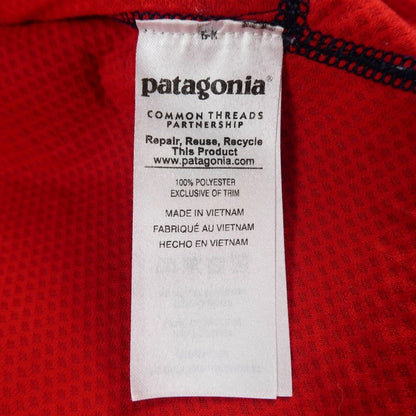 patagonia®
COMMON THREADS
PARTNERSHIP
Repair, Reuse, Recycle
This Product
www.patagonia.com
100% POLYESTER
EXCLUSIVE OF TRIM
MADE IN VIETNAM
FABRIQUÉ AU VIETNAM
HECHO EN VIETNAM